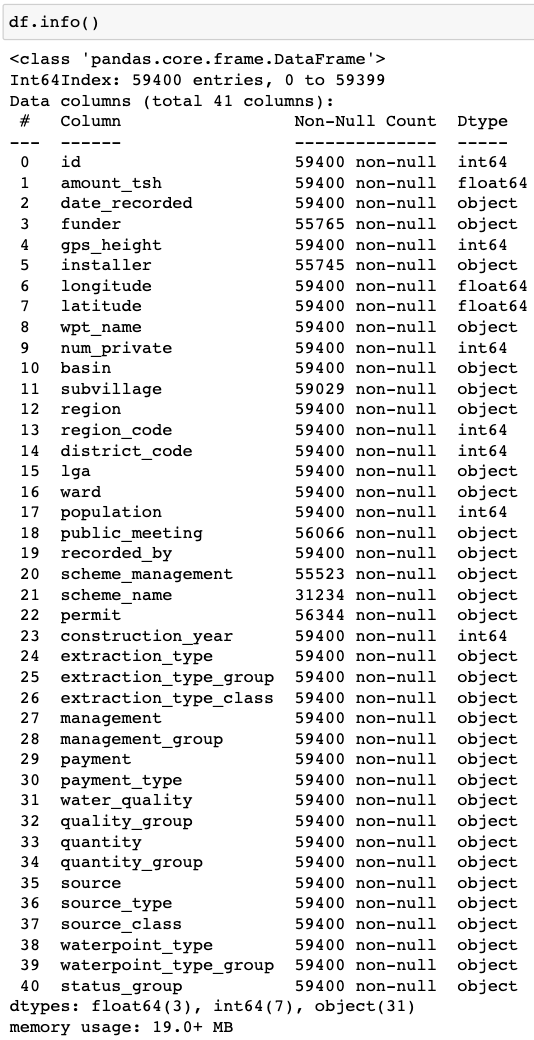 df.info()
<class 'pandas.core.frame.DataFrame'>
Int64Index: 59400 entries, 0 to 59399
Data columns (total 41 columns):
 #   Column                 Non-Null Count  Dtype
---  ------                 --------------  -----
 0   id                     59400 non-null  int64
 1   amount_tsh             59400 non-null  float64
 2   date_recorded          59400 non-null  object
 3   funder                 55765 non-null  object
 4   gps_height             59400 non-null  int64
 5   installer              55745 non-null  object
 6   longitude              59400 non-null  float64
 7   latitude               59400 non-null  float64
 8   wpt_name               59400 non-null  object
 9   num_private            59400 non-null  int64
 10  basin                  59400 non-null  object
 11  subvillage             59029 non-null  object
 12  region                 59400 non-null  object
 13  region_code            59400 non-null  int64
 14  district_code          59400 non-null  int64
 15  lga                    59400 non-null  object
 16  ward                   59400 non-null  object
 17  population             59400 non-null  int64
 18  public_meeting         56066 non-null  object
 19  recorded_by            59400 non-null  object
 20  scheme_management      55523 non-null  object
 21  scheme_name            31234 non-null  object
 22  permit                 56344 non-null  object
 23  construction_year      59400 non-null  int64
 24  extraction_type        59400 non-null  object
 25  extraction_type_group  59400 non-null  object
 26  extraction_type_class  59400 non-null  object
 27  management             59400 non-null  object
 28  management_group       59400 non-null  object
 29  payment                59400 non-null  object
 30  payment_type           59400 non-null  object
 31  water_quality          59400 non-null  object
 32  quality_group          59400 non-null  object
 33  quantity               59400 non-null  object
 34  quantity_group         59400 non-null  object
 35  source                 59400 non-null  object
 36  source_type            59400 non-null  object
 37  source_class           59400 non-null  object
 38  waterpoint_type        59400 non-null  object
 39  waterpoint_type_group  59400 non-null  object
 40  status_group           59400 non-null  object
dtypes: float64(3), int64(7), object(31)
memory usage: 19.0+ MB